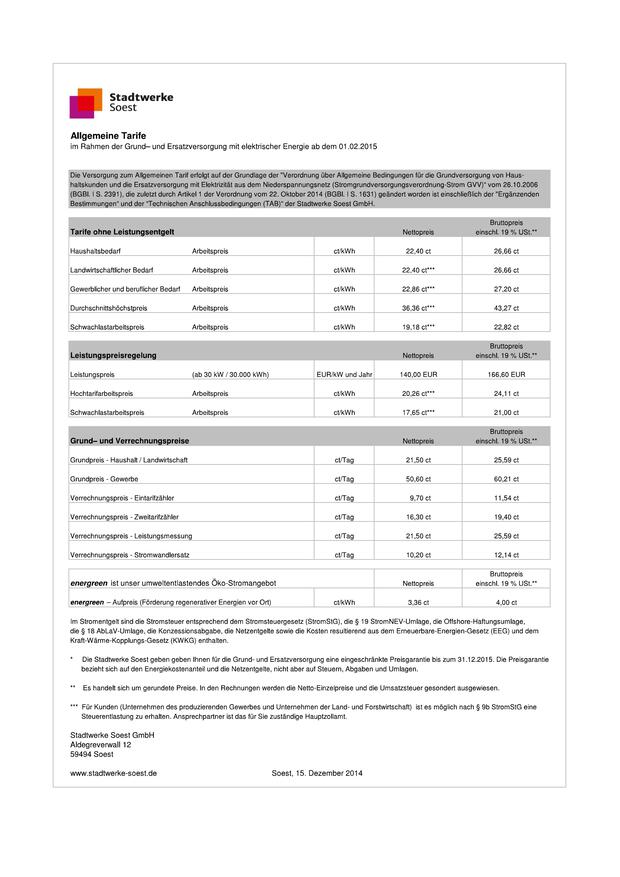 Stadtwerke
Soest
Allgemeine Tarife
im Rahmen der Grund– und Ersatzversorgung mit elektrischer Energie ab dem 01.02.2015
Die Versorgung zum Allgemeinen Tarif erfolgt auf der Grundlage der "Verordnung über Allgemeine Bedingungen für die Grundversorgung von Haus-
haltskunden und die Ersatzversorgung mit Elektrizität aus dem Niederspannungsnetz (Stromgrundversorgungsverordnung-Strom GVV)" vom 26.10.2006
(BGBl. I S. 2391), die zuletzt durch Artikel 1 der Verordnung vom 22. Oktober 2014 (BGBl. I S. 1631) geändert worden ist einschließlich der "Ergänzenden
Bestimmungen" und der "Technischen Anschlussbedingungen (TAB)" der Stadtwerke Soest GmbH.
Tarife ohne Leistungsentgelt Nettopreis Bruttopreis einschl. 19 % USt.**
Haushaltsbedarf Arbeitspreis ct/kWh 22,40 ct 26,66 ct
Landwirtschaftlicher Bedarf Arbeitspreis ct/kWh 22,40 ct*** 26,66 ct
Gewerblicher und beruflicher Bedarf Arbeitspreis ct/kWh 22,86 ct*** 27,20 ct
Durchschnittshöchstpreis Arbeitspreis ct/kWh 36,36 ct*** 43,27 ct
Schwachlastarbeitspreis Arbeitspreis ct/kWh 19,18 ct*** 22,82 ct
Leistungspreisregelung Nettopreis Bruttopreis einschl. 19 % USt.**
Leistungspreis (ab 30 kW / 30.000 kWh) EUR/kW und Jahr 140,00 EUR 166,60 EUR
Hochtarifarbeitspreis Arbeitspreis ct/kWh 20,26 ct*** 24,11 ct
Schwachlastarbeitspreis Arbeitspreis ct/kWh 17,65 ct*** 21,00 ct
Grund– und Verrechnungspreise Nettopreis Bruttopreis einschl. 19 % USt.**
Grundpreis - Haushalt / Landwirtschaft ct/Tag 21,50 ct 25,59 ct
Grundpreis - Gewerbe ct/Tag 50,60 ct 60,21 ct
Verrechnungspreis - Eintarifzähler ct/Tag 9,70 ct 11,54 ct
Verrechnungspreis - Zweitarifzähler ct/Tag 16,30 ct 19,40 ct
Verrechnungspreis - Leistungsmessung ct/Tag 21,50 ct 25,59 ct
Verrechnungspreis - Stromwandlersatz ct/Tag 10,20 ct 12,14 ct
energreen ist unser umweltentlastendes Öko-Stromangebot Nettopreis Bruttopreis einschl. 19 % USt.**
energreen – Aufpreis (Förderung regenerativer Energien vor Ort) ct/kWh 3,36 ct 4,00 ct
Im Stromentgelt sind die Stromsteuer entsprechend dem Stromsteuergesetz (StromStG), die § 19 StromNEV-Umlage, die Offshore-Haftungsumlage,
die § 18 AbLaV-Umlage, die Konzessionsabgabe, die Netzentgelte sowie die Kosten resultierend aus dem Erneuerbare-Energien-Gesetz (EEG) und dem
Kraft-Wärme-Kopplungs-Gesetz (KWKG) enthalten.
* Die Stadtwerke Soest geben geben Ihnen für die Grund- und Ersatzversorgung eine eingeschränkte Preisgarantie bis zum 31.12.2015. Die Preisgarantie
bezieht sich auf den Energiekostenanteil und die Netzentgelte, nicht aber auf Steuern, Abgaben und Umlagen.
** Es handelt sich um gerundete Preise. In den Rechnungen werden die Netto-Einzelpreise und die Umsatzsteuer gesondert ausgewiesen.
*** Für Kunden (Unternehmen des produzierenden Gewerbes und Unternehmen der Land- und Forstwirtschaft) ist es möglich nach § 9b StromStG eine
Steuerentlastung zu erhalten. Ansprechpartner ist das für Sie zuständige Hauptzollamt.
Stadtwerke Soest GmbH
Aldegreverwall 12
59494 Soest
www.stadtwerke-soest.de Soest, 15. Dezember 2014